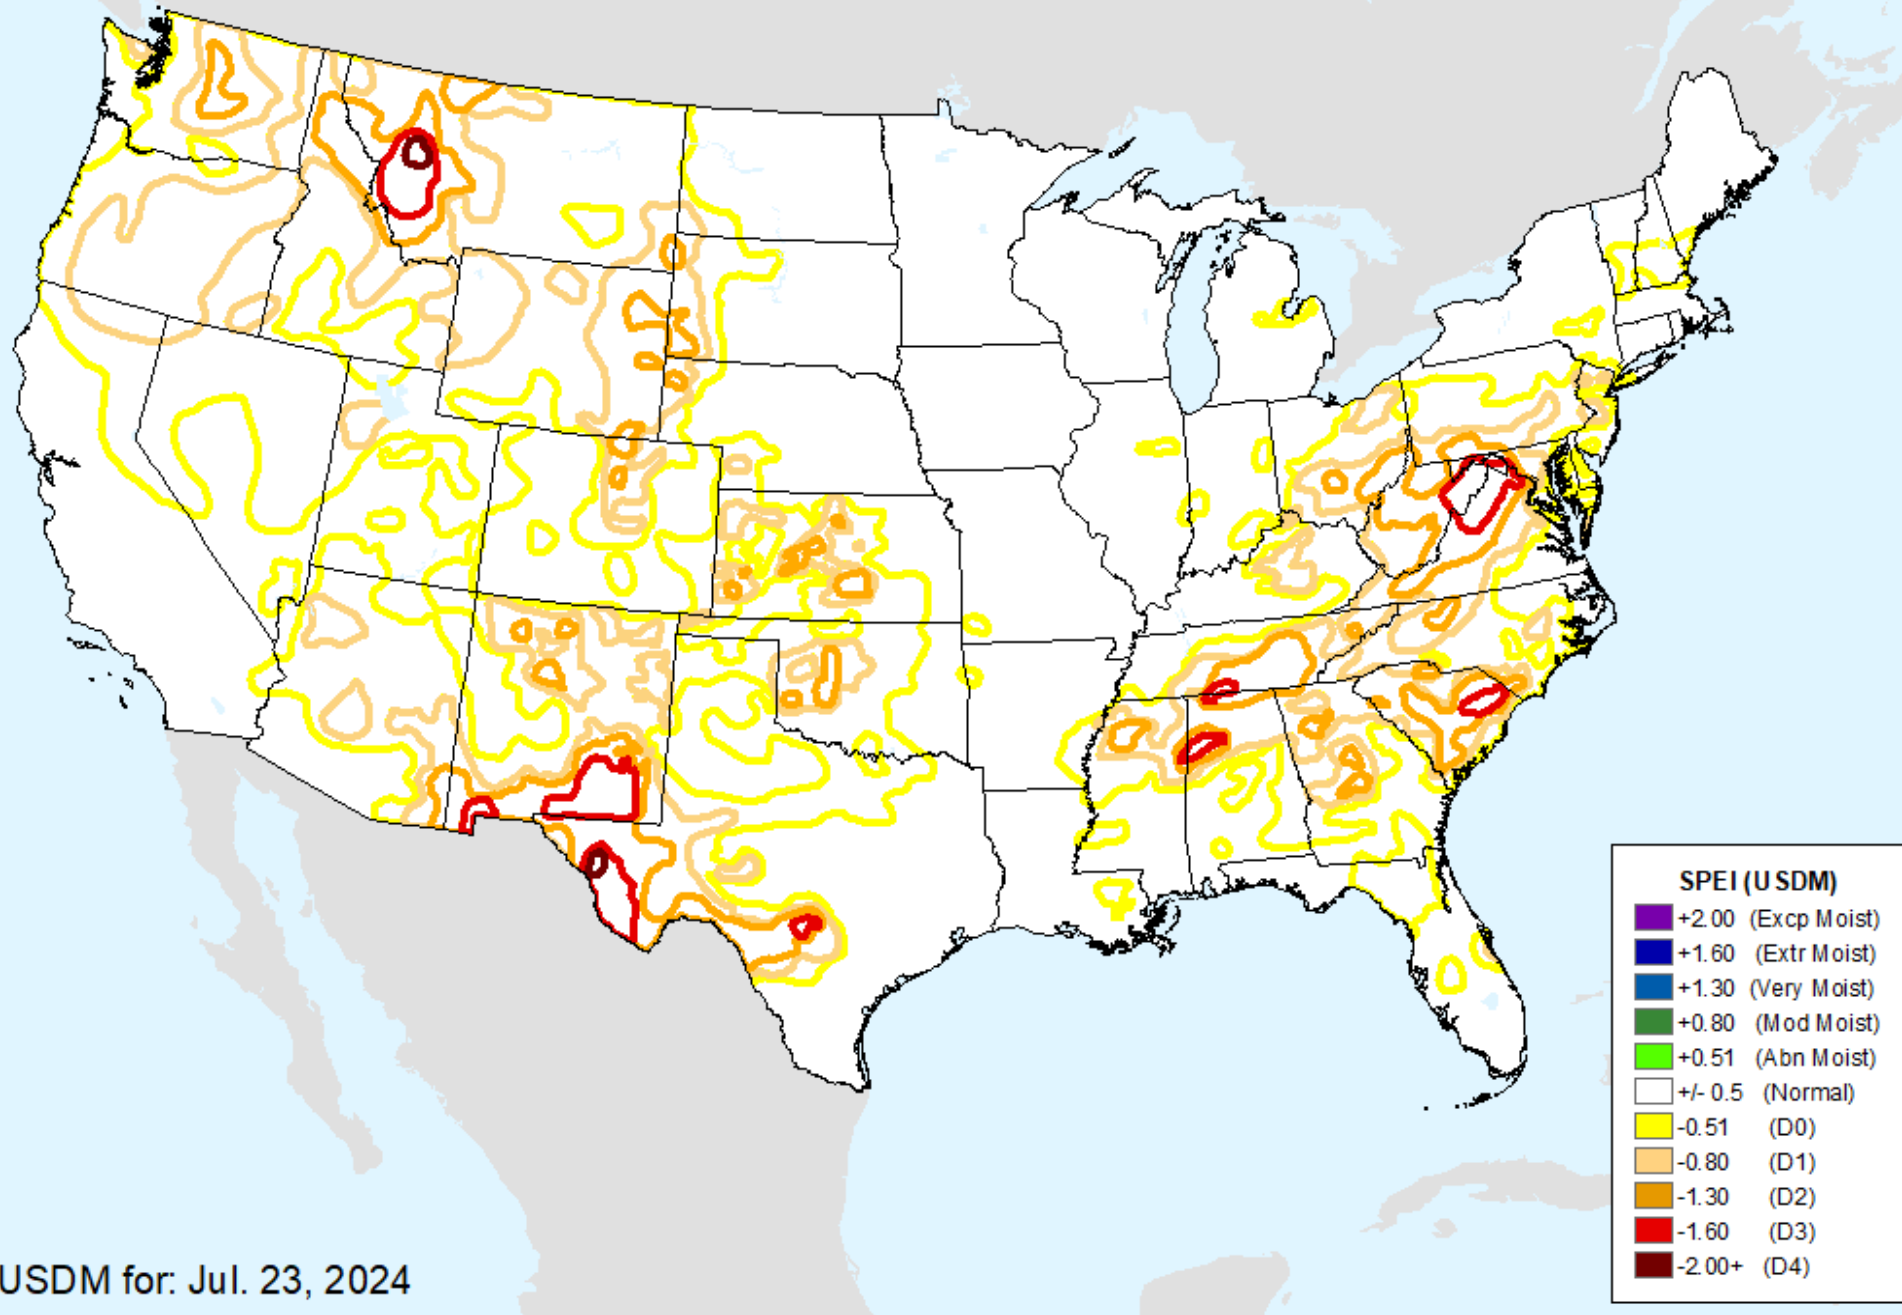 SPEI (USDM)
+2.00 (Excp Moist)
+1.60 (Extr Moist)
+1.30 (Very Moist)
+0.80 (Mod Moist)
+0.51 (Abn Moist)
+/- 0.5 (Normal)
-0.51 (D0)
-0.80 (D1)
-1.30 (D2)
-1.60 (D3)
-2.00+ (D4)
USDM for: Jul. 23, 2024